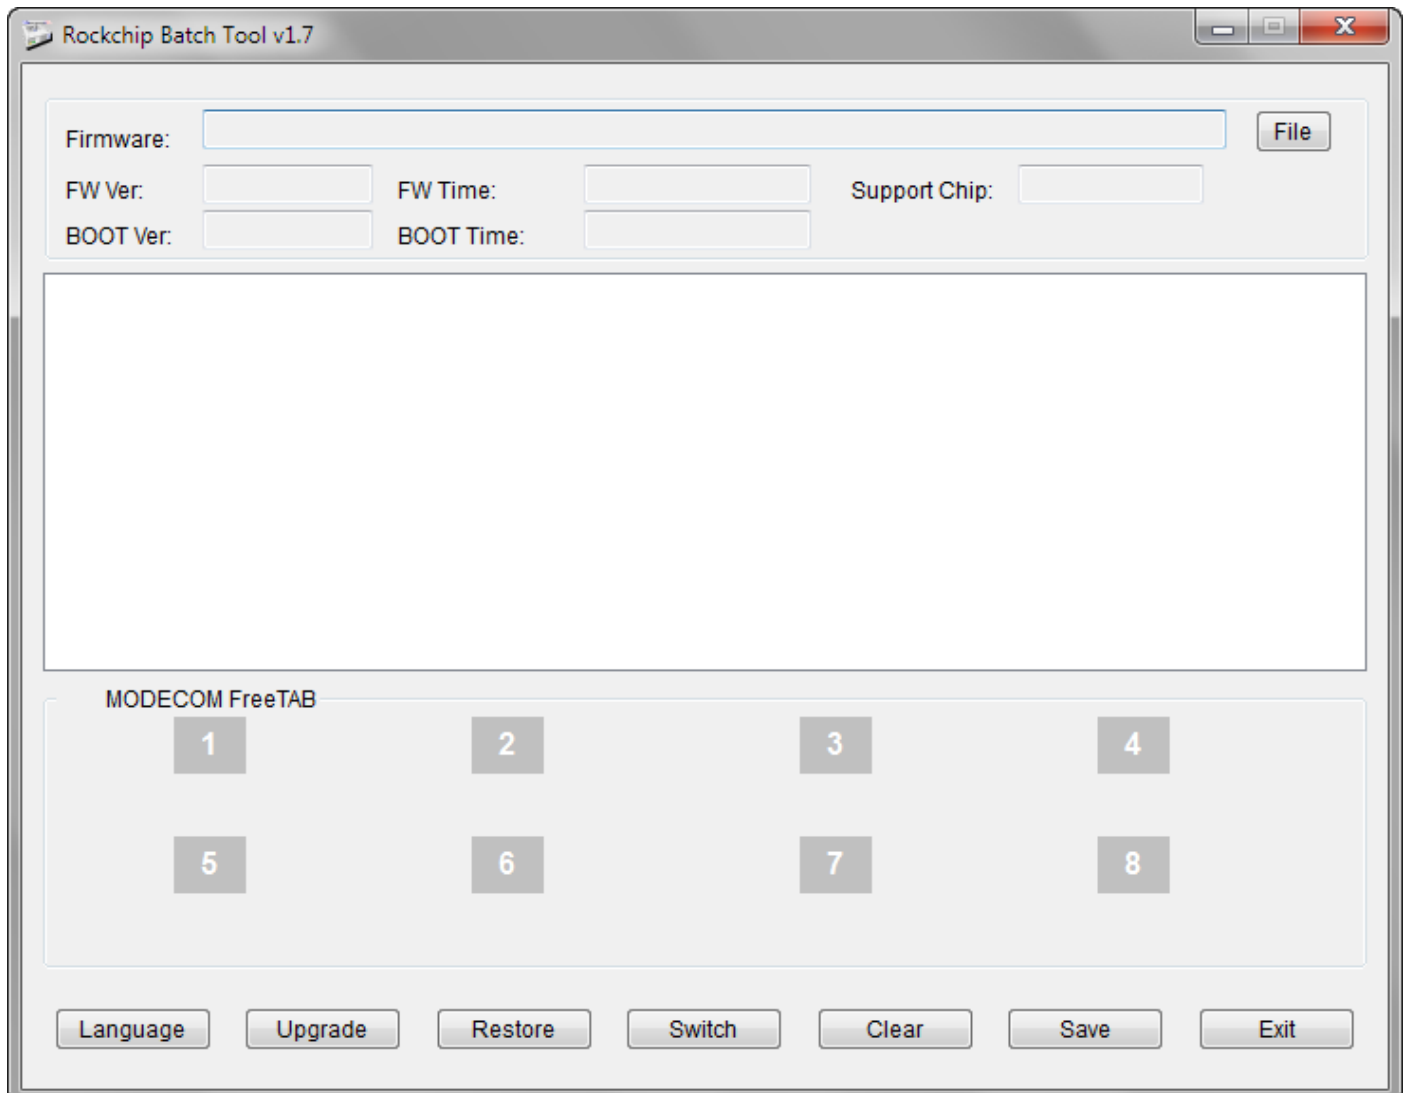 Rockchip Batch Tool v1.7
Firmware: File
FW Ver: FW Time: Support Chip:
BOOT Ver: BOOT Time:
MODECOM FreeTAB
1 2 3 4
5 6 7 8
Language Upgrade Restore Switch Clear Save Exit